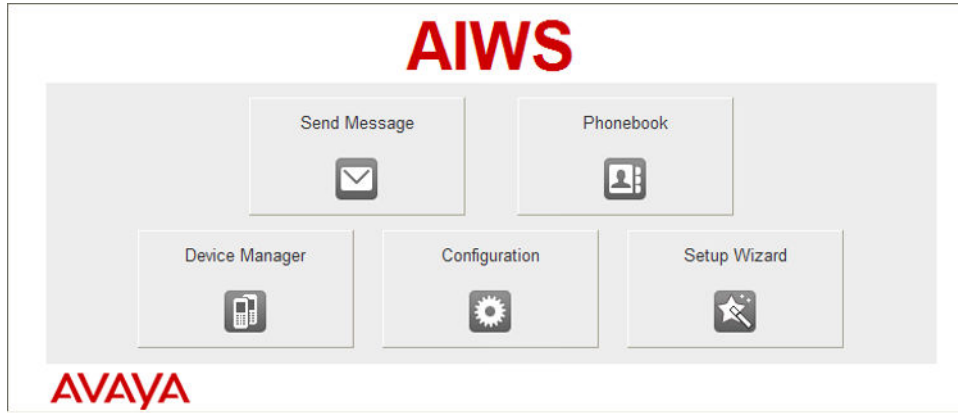 AIWS
Send Message
Phonebook
Device Manager
Configuration
Setup Wizard
AVAYA